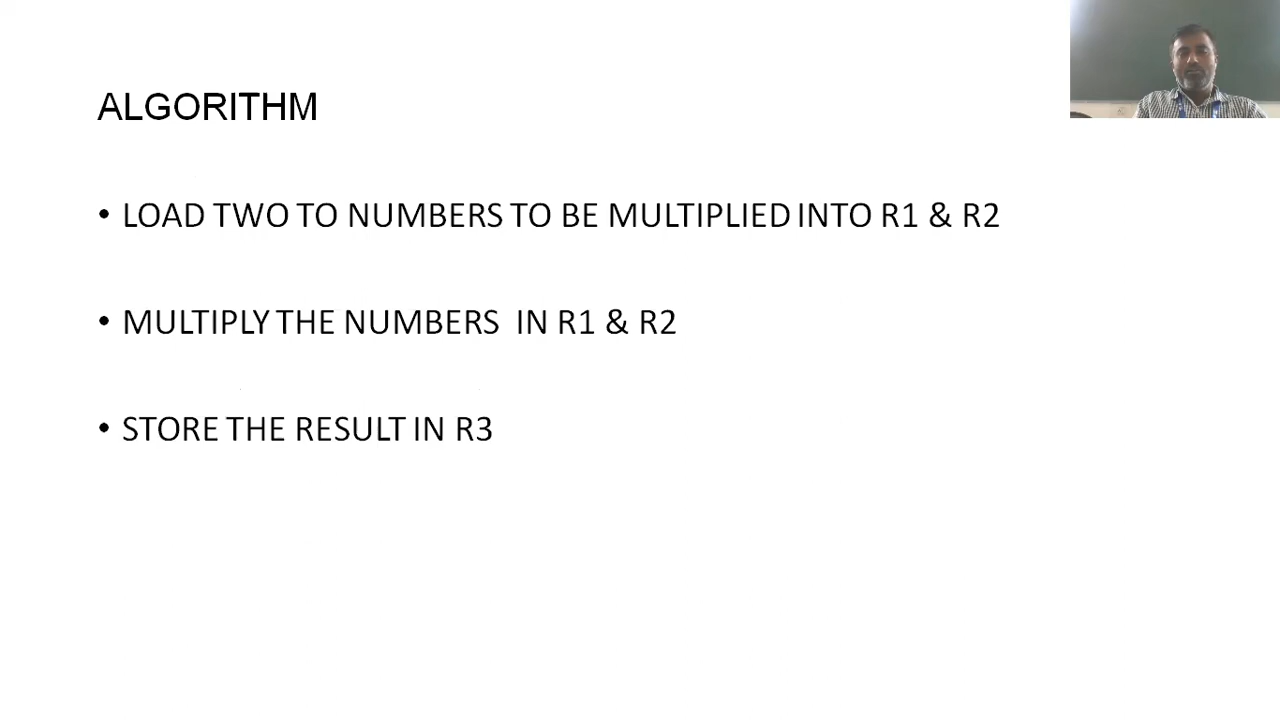 ALGORITHM
• LOAD TWO TO NUMBERS TO BE MULTIPLIED INTO R1 & R2
• MULTIPLY THE NUMBERS IN R1 & R2
• STORE THE RESULT IN R3